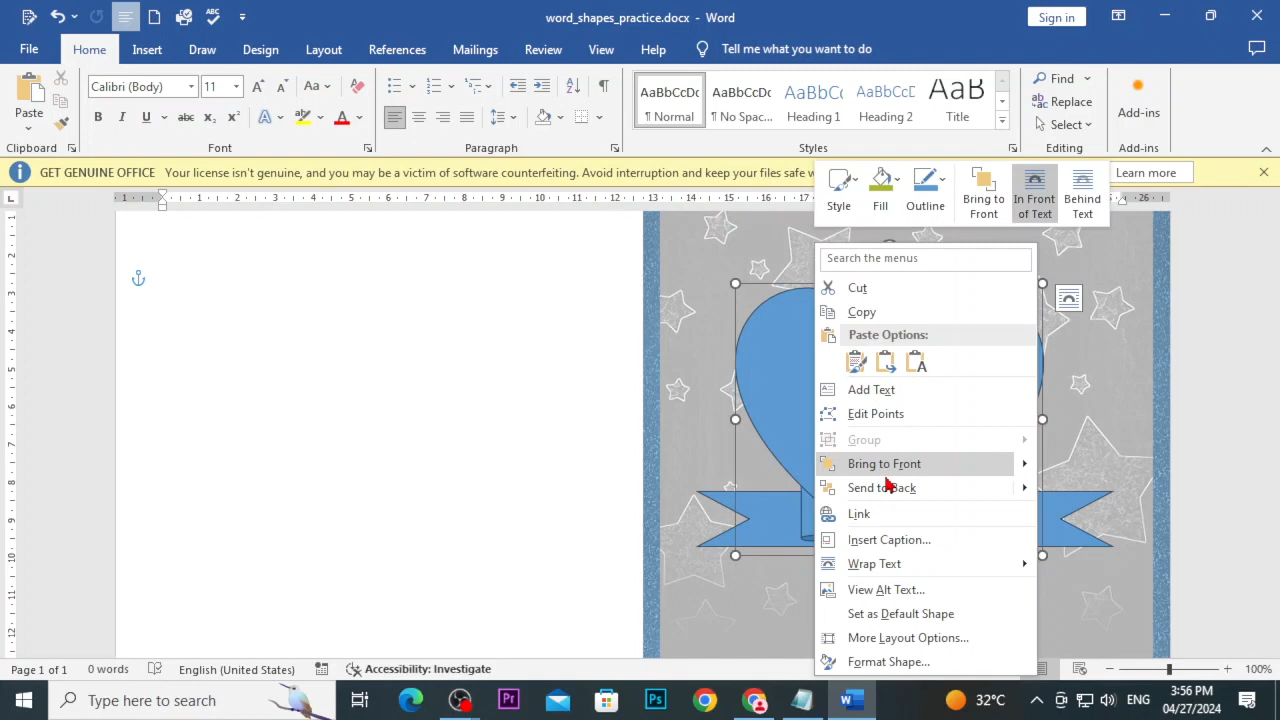 word_shapes_practice.docx - Word
Sign in
File Home Insert Draw Design Layout References Mailings Review View Help Tell me what you want to do
Paste
Clipboard
Calibri (Body) 11
Font
Paragraph
AaBbCcDc AaBbCcDc AaBbCc AaBbCcD AaB
¶ Normal ¶ No Spac... Heading 1 Heading 2 Title
Styles
Find
Replace
Select
Editing
Add-ins
Add-ins
GET GENUINE OFFICE Your license isn't genuine, and you may be a victim of software counterfeiting. Avoid interruption and keep your files safe w
Learn more
Style Fill Outline Bring to Front In Front of Text Behind Text
Search the menus
Cut
Copy
Paste Options:
Add Text
Edit Points
Group
Bring to Front
Send to Back
Link
Insert Caption...
Wrap Text
View Alt Text...
Set as Default Shape
More Layout Options...
Format Shape...
Page 1 of 1 0 words English (United States) Accessibility: Investigate 100%
Type here to search
32°C ENG
3:56 PM
04/27/2024